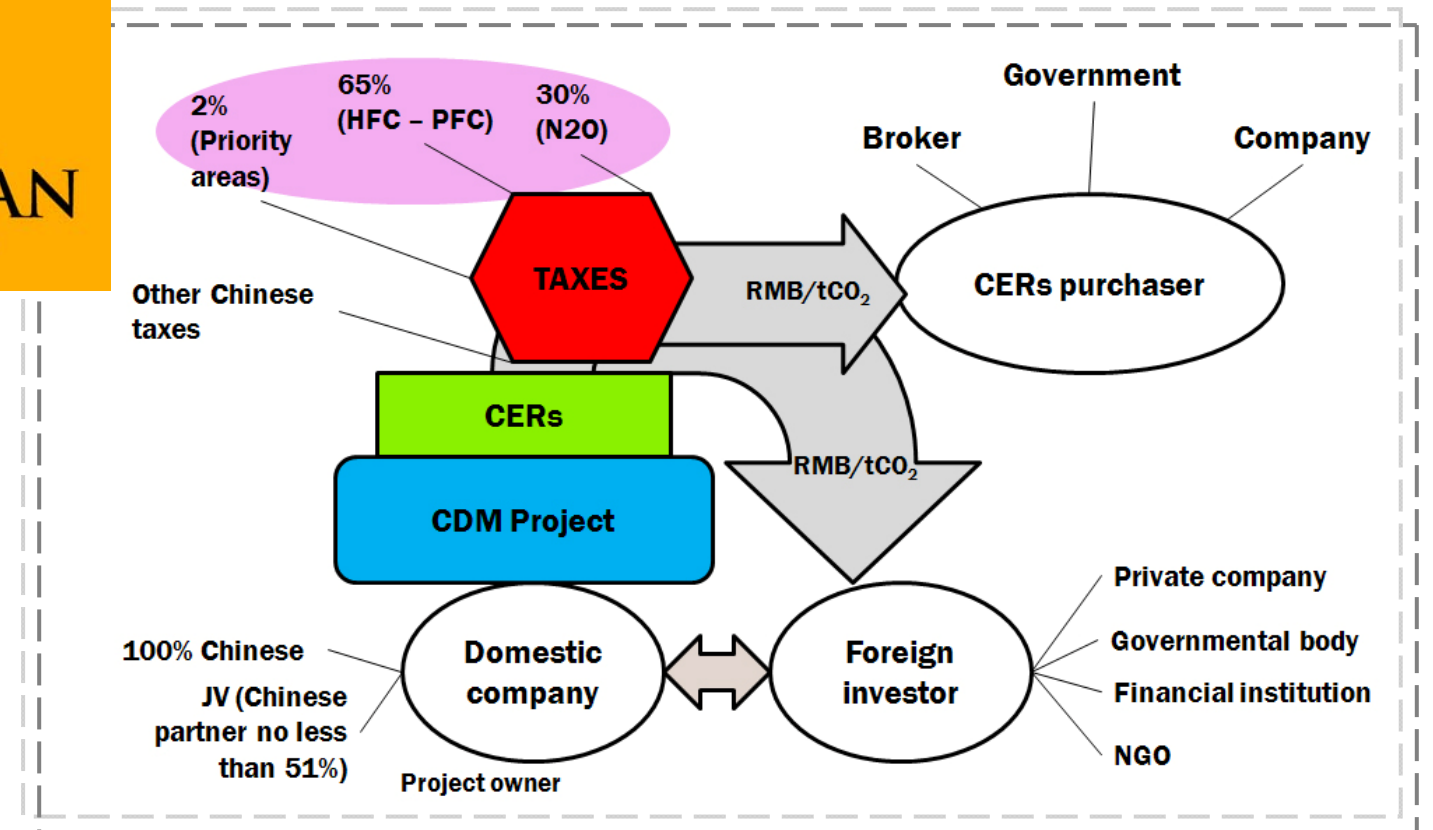 AN
2%
(Priority
areas)
65%
(HFC – PFC)
30%
(N2O)
Government
Broker
Company
TAXES
RMB/tCO₂
CERs purchaser
Other Chinese
taxes
CERs
RMB/tCO₂
CDM Project
Domestic
company
Foreign
investor
Private company
Governmental body
Financial institution
NGO
100% Chinese
JV (Chinese
partner no less
than 51%)
Project owner